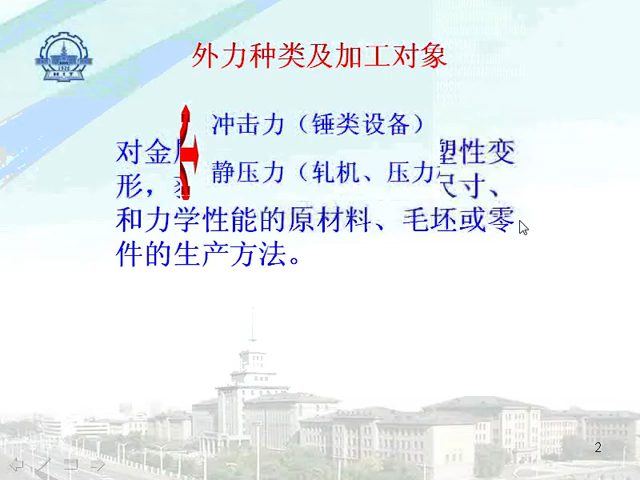 外力种类及加工对象
冲击力（锤类设备）
对金 塑性变
静压力（轧机、压力
形， 尺寸、
和力学性能的原材料、毛坯或零
件的生产方法。
2